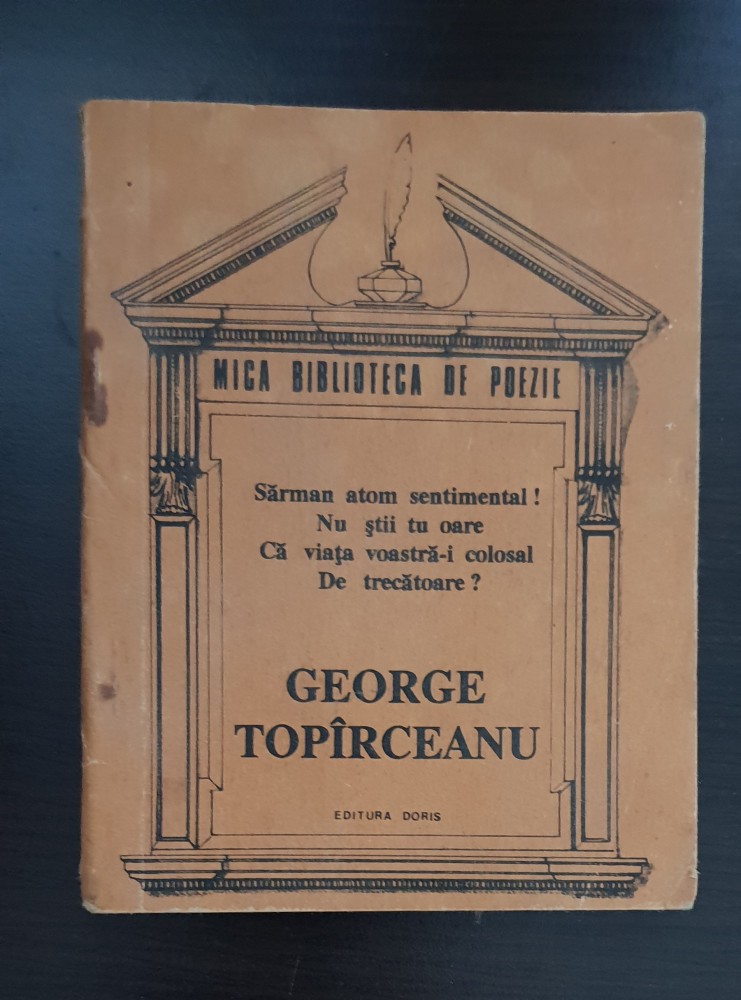 MICA BIBLIOTECA DE POEZIE
Sărman atom sentimental !
Nu ştii tu oare
Că viaţa voastră-i colosal
De trecătoare ?
GEORGE
TOPÎRCEANU
EDITURA DORIS